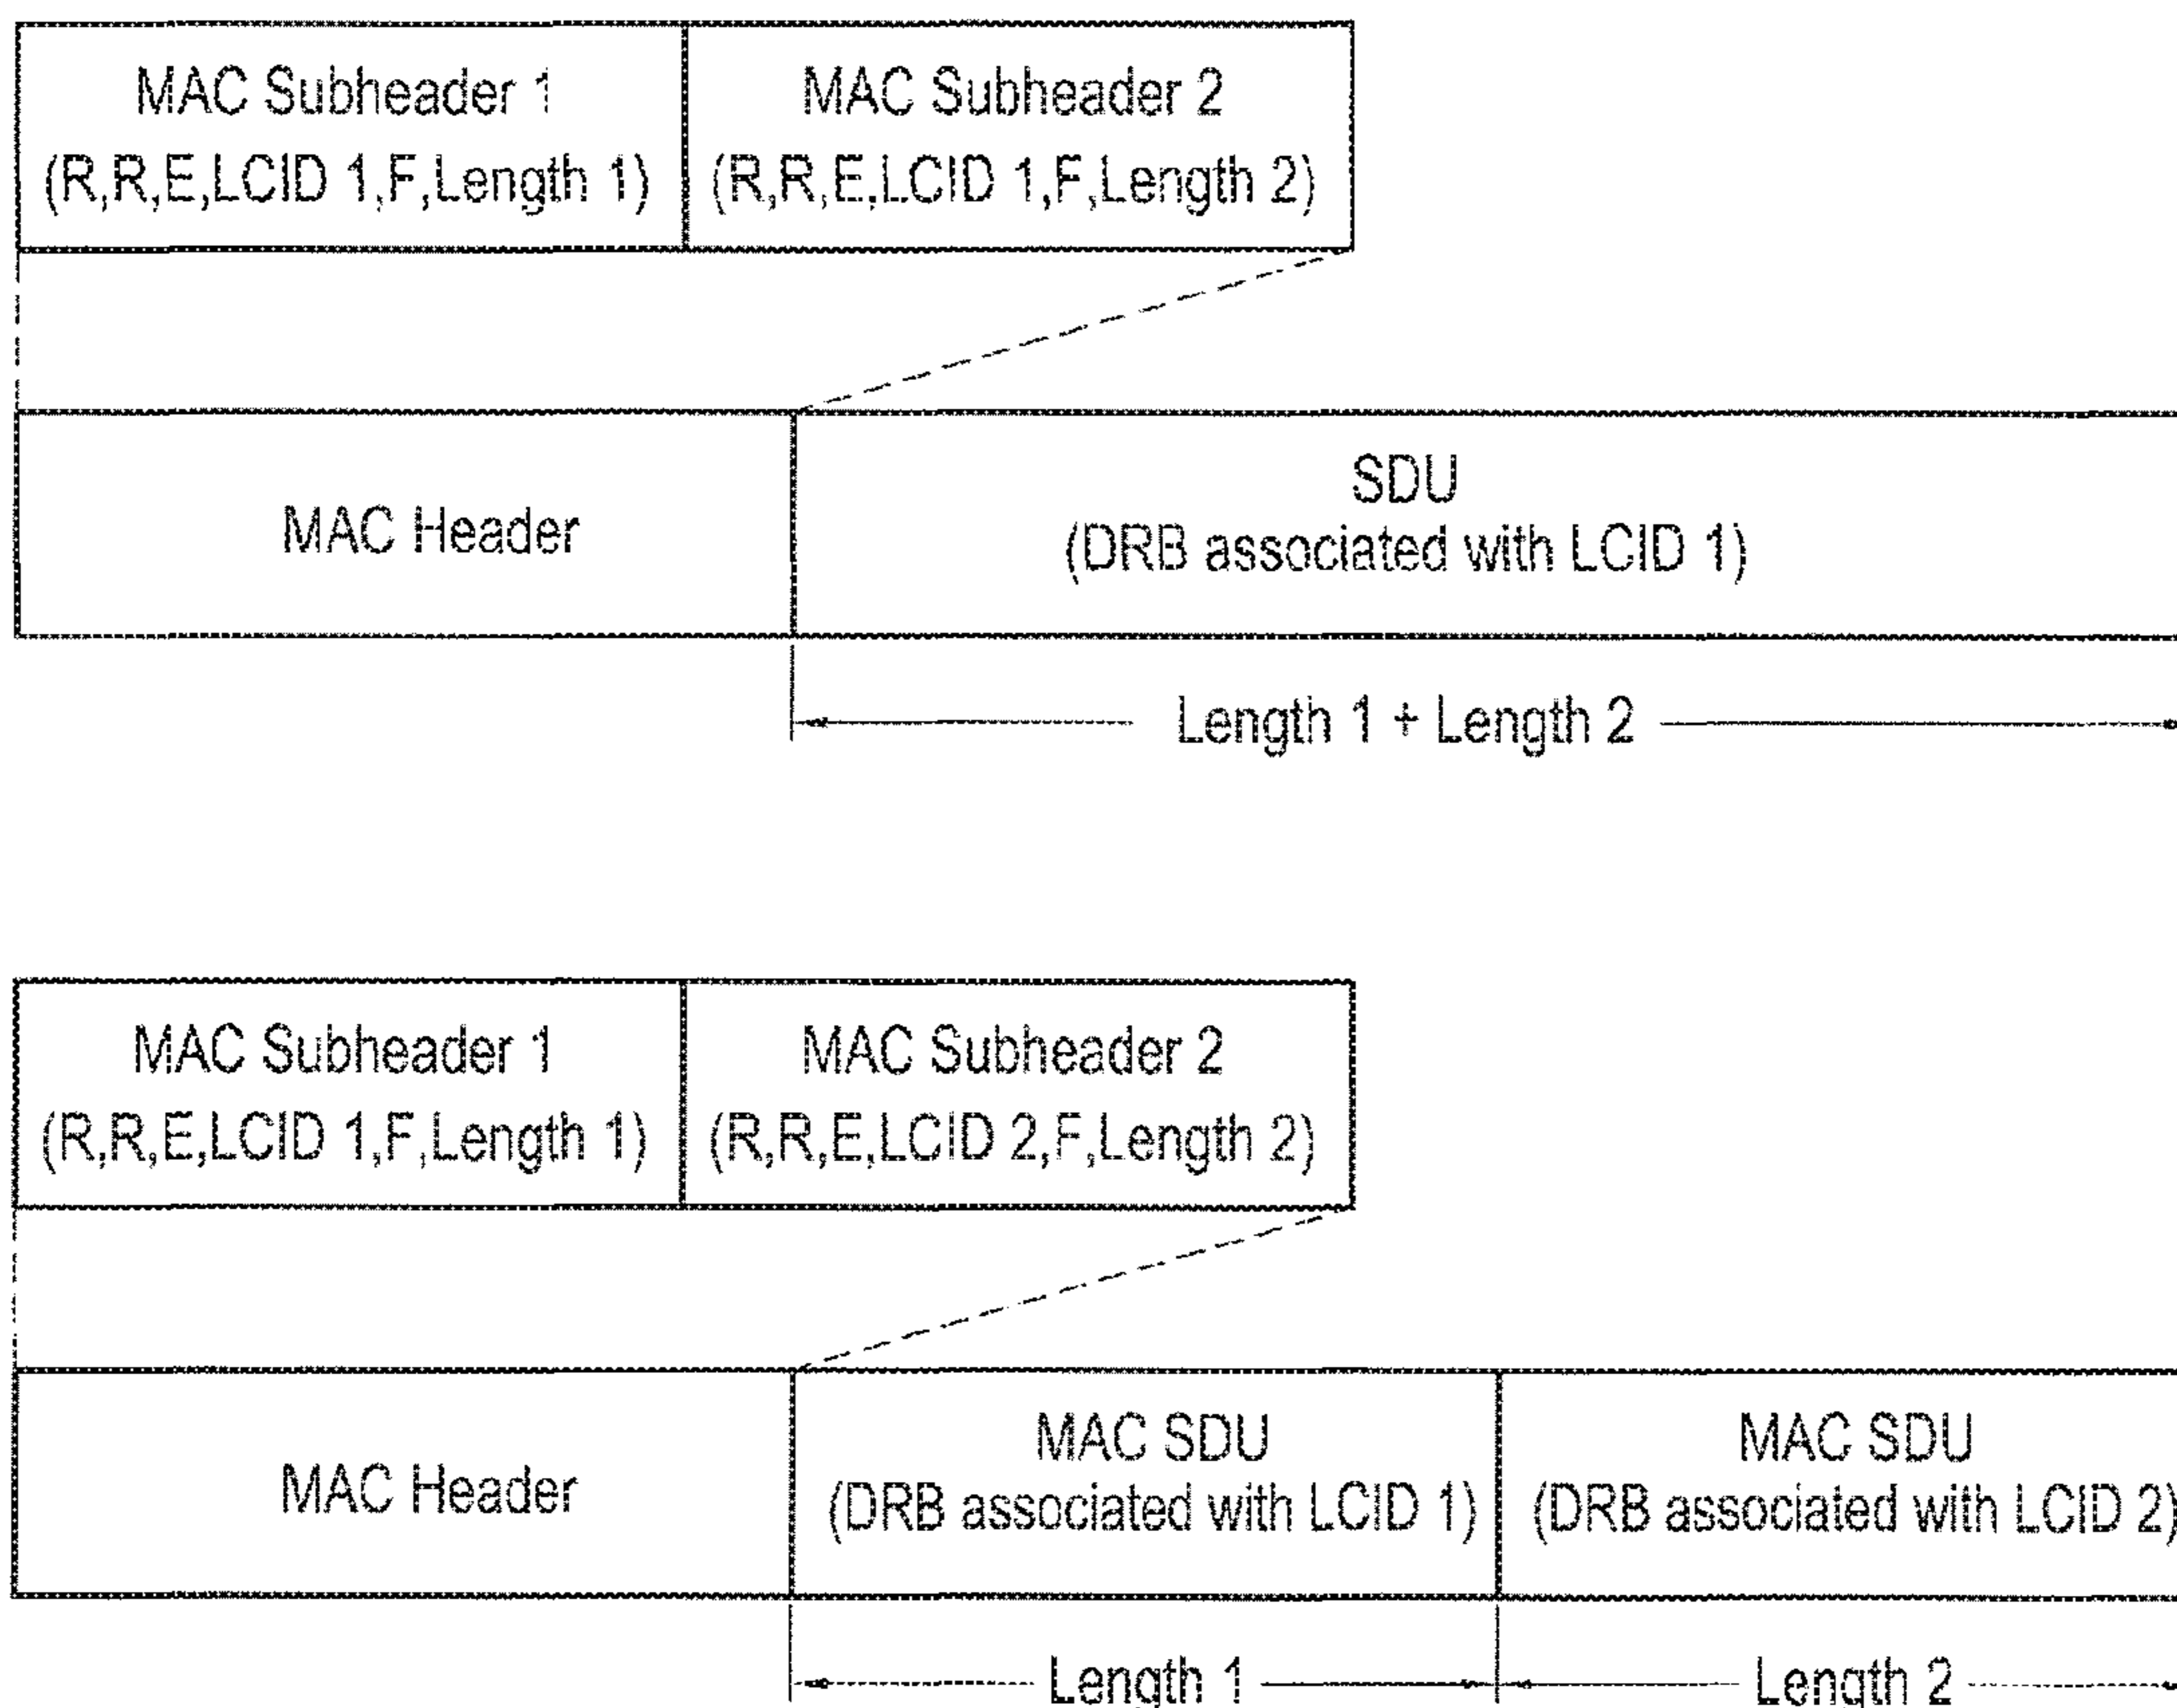 MAC Subheader 1
(R,R,E,LCID 1,F,Length 1)
MAC Subheader 2
(R,R,E,LCID 1,F,Length 2)
MAC Header
SDU
(DRB associated with LCID 1)
Length 1 + Length 2
MAC Subheader 1
(R,R,E,LCID 1,F,Length 1)
MAC Subheader 2
(R,R,E,LCID 2,F,Length 2)
MAC Header
MAC SDU
(DRB associated with LCID 1)
MAC SDU
(DRB associated with LCID 2)
Length 1
Length 2